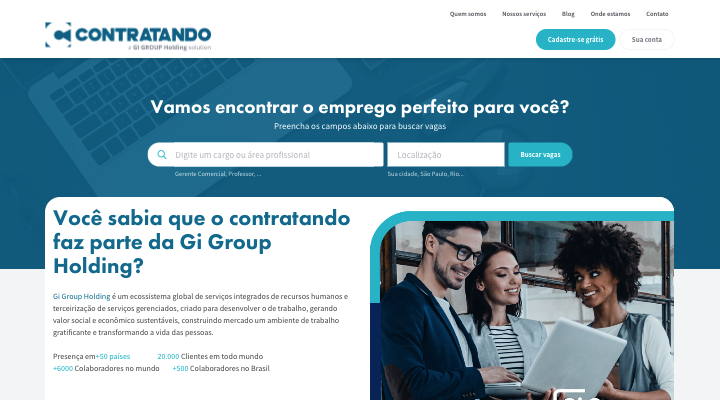 Quem somos Nossos serviços Blog Onde estamos Contato
CONTRATANDO
a Gi GROUP Holding solution
Cadastre-se grátis Sua conta
Vamos encontrar o emprego perfeito para você?
Preencha os campos abaixo para buscar vagas
Digite um cargo ou área profissional Localização Buscar vagas
Gerente Comercial, Professor, ... Sua cidade, São Paulo, Rio...
Você sabia que o contratando
faz parte da Gi Group
Holding?
Gi Group Holding é um ecossistema global de serviços integrados de recursos humanos e
terceirização de serviços gerenciados, criado para desenvolver o de trabalho, gerando
valor social e econômico sustentáveis, construindo mercado um ambiente de trabalho
gratificante e transformando a vida das pessoas.
Presença em+50 países 20.000 Clientes em todo mundo
+6000 Colaboradores no mundo +500 Colaboradores no Brasil